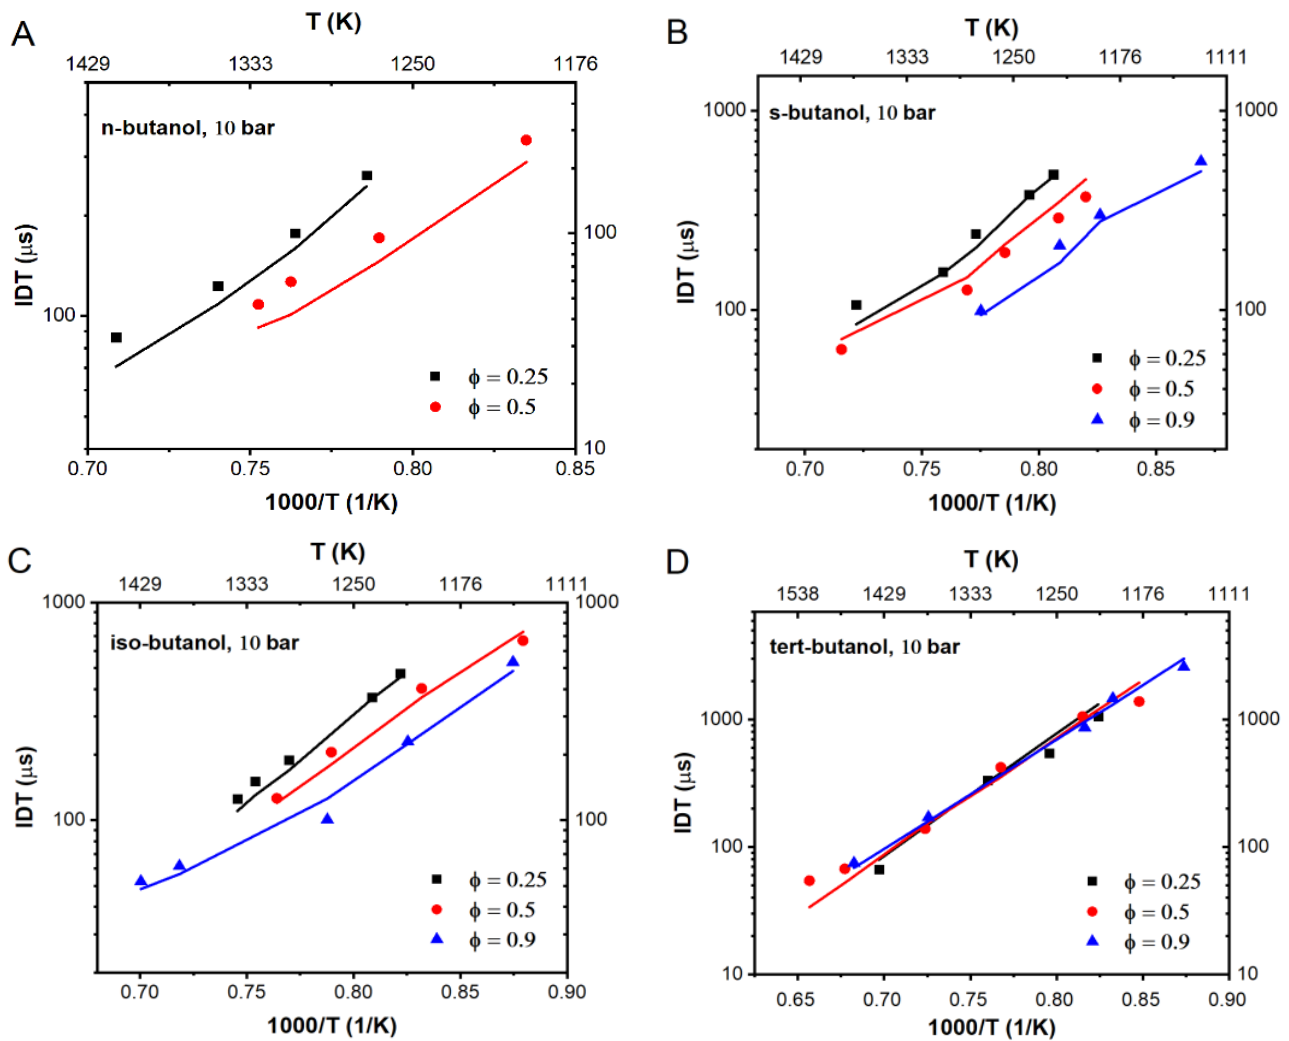 A
T (K)
1429 1333 1250 1176
n-butanol, 10 bar
IDT (μs)
100
100
10
ϕ = 0.25
ϕ = 0.5
0.70 0.75 0.80 0.85
1000/T (1/K)
B
T (K)
1429 1333 1250 1176 1111
s-butanol, 10 bar
IDT (μs)
1000 1000
100 100
ϕ = 0.25
ϕ = 0.5
ϕ = 0.9
0.70 0.75 0.80 0.85
1000/T (1/K)
C
T (K)
1429 1333 1250 1176 1111
1000 1000
iso-butanol, 10 bar
IDT (μs)
100 100
ϕ = 0.25
ϕ = 0.5
ϕ = 0.9
0.70 0.75 0.80 0.85 0.90
1000/T (1/K)
D
T (K)
1538 1429 1333 1250 1176 1111
tert-butanol, 10 bar
IDT (μs)
1000 1000
100 100
10 10
ϕ = 0.25
ϕ = 0.5
ϕ = 0.9
0.65 0.70 0.75 0.80 0.85 0.90
1000/T (1/K)